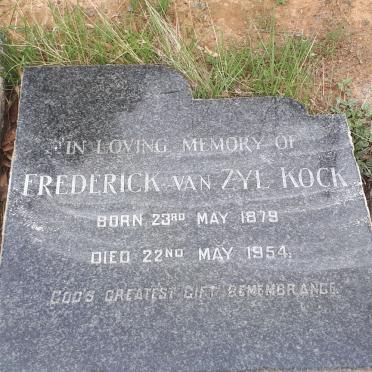 IN LOVING MEMORY OF
FREDERICK VAN ZYL KOCK
BORN 23RD MAY 1879
DIED 22ND MAY 1954.
GOD'S GREATEST GIFT REMEMBRANCE.